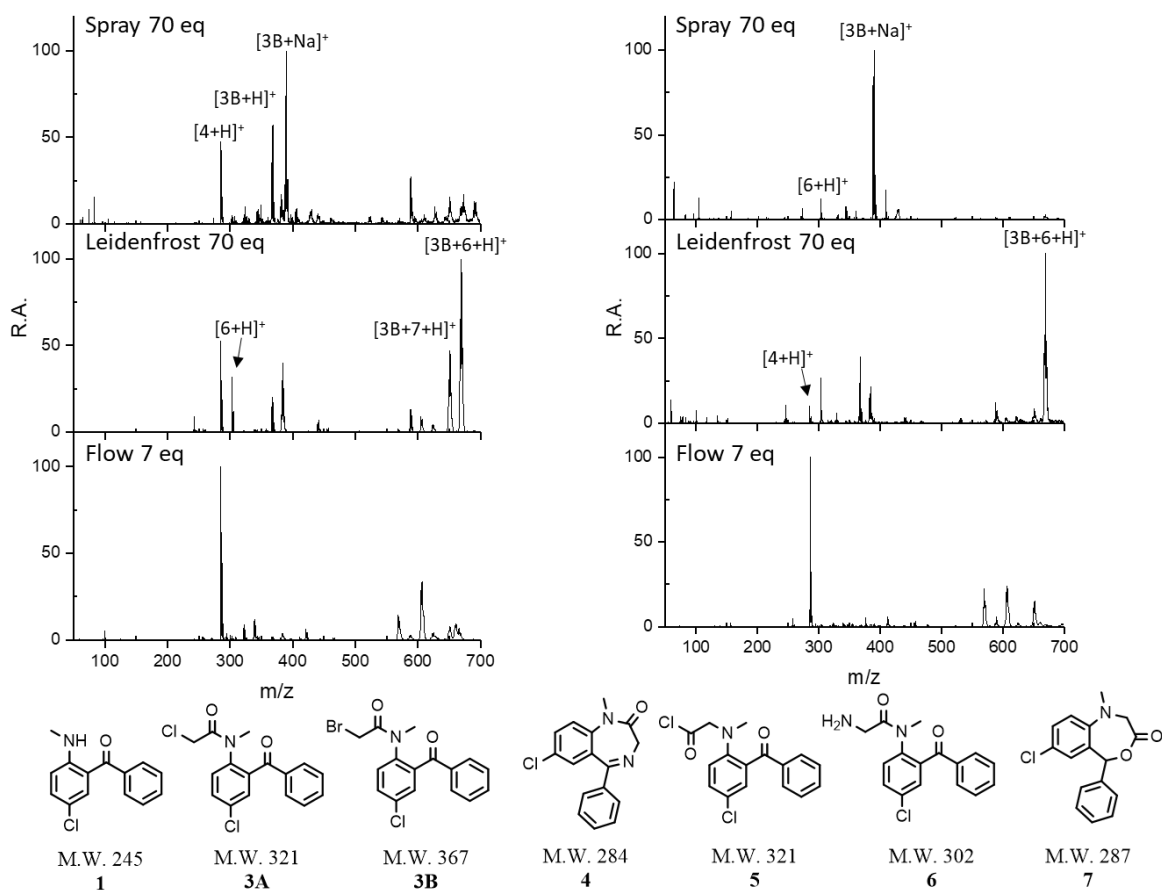 Spray 70 eq
100
50
0
[3B+Na]+
[3B+H]+
[4+H]+
Leidenfrost 70 eq
100
50
0
[3B+6+H]+
[3B+7+H]+
[6+H]+
Flow 7 eq
100
50
0
R.A.
100 200 300 400 500 600 700
m/z
Spray 70 eq
100
50
0
[3B+Na]+
[6+H]+
Leidenfrost 70 eq
100
50
0
[3B+6+H]+
[4+H]+
Flow 7 eq
100
50
0
R.A.
100 200 300 400 500 600 700
m/z
NH O Cl
Cl O N O Cl
Br O N O Cl
N O N Cl
Cl O N O Cl
H2N O N O Cl
N O O Cl
M.W. 245 M.W. 321 M.W. 367 M.W. 284 M.W. 321 M.W. 302 M.W. 287
1 3A 3B 4 5 6 7